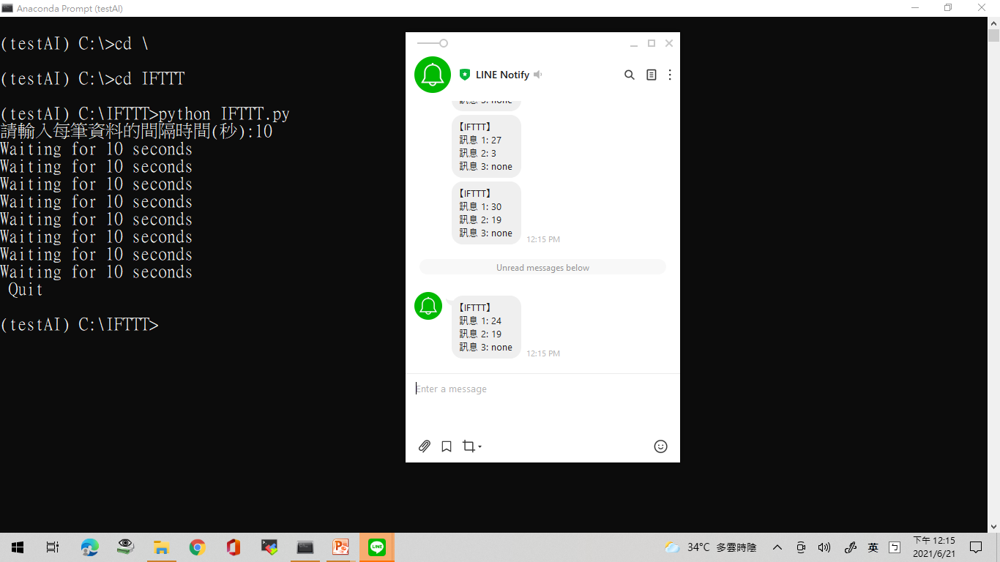 Anaconda Prompt (testAI)
(testAI) C:\>cd \
(testAI) C:\>cd IFTTT
(testAI) C:\IFTTT>python IFTTT.py
請輸入每筆資料的間隔時間(秒):10
Waiting for 10 seconds
Waiting for 10 seconds
Waiting for 10 seconds
Waiting for 10 seconds
Waiting for 10 seconds
Waiting for 10 seconds
Waiting for 10 seconds
Waiting for 10 seconds
Quit
(testAI) C:\IFTTT>
LINE Notify
訊息 3: none
【IFTTT】
訊息 1: 27
訊息 2: 3
訊息 3: none
【IFTTT】
訊息 1: 30
訊息 2: 19
訊息 3: none
12:15 PM
Unread messages below
【IFTTT】
訊息 1: 24
訊息 2: 19
訊息 3: none
12:15 PM
Enter a message
34°C 多雲時陰
英
下午 12:15
2021/6/21
LINE